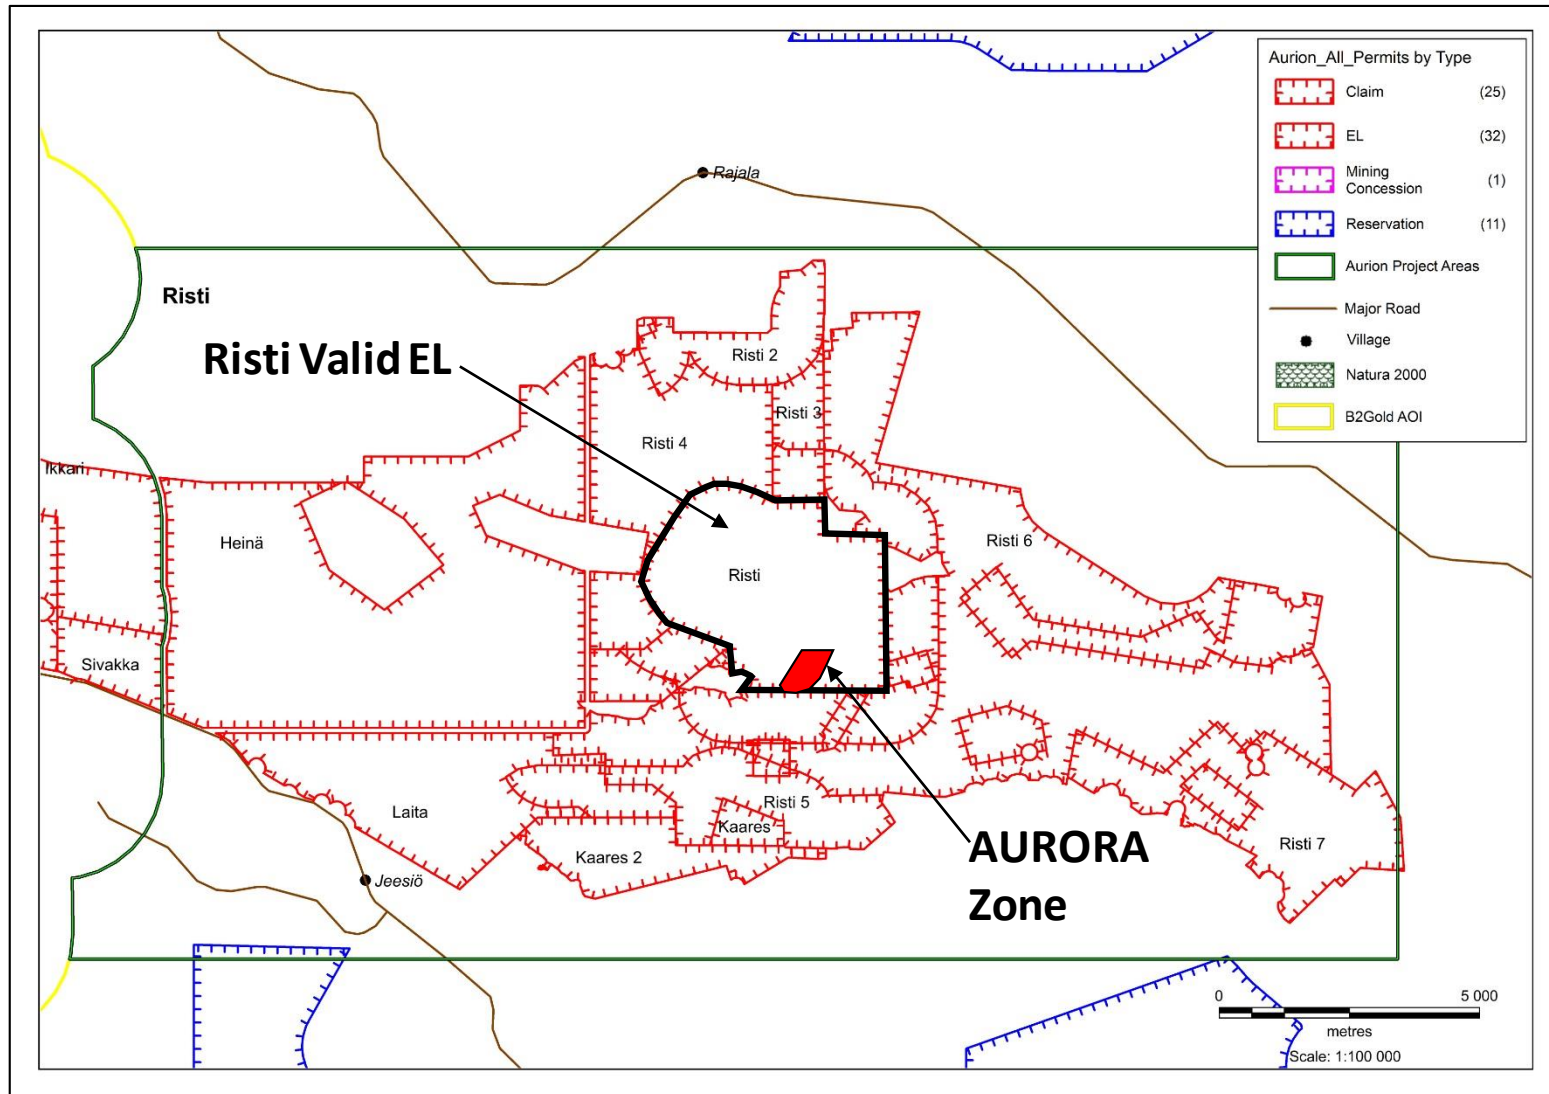 Aurion_All_Permits by Type
Claim (25)
EL (32)
Mining
Concession (1)
Reservation (11)
Aurion Project Areas
Major Road
Village
Natura 2000
B2Gold AOI
Rajala
Risti
Risti Valid EL
Risti 2
Risti 3
Risti 4
Ikkari
Heinä
Risti 6
Risti
Sivakka
Laita
Risti 5
Kaares
Kaares 2
Risti 7
AURORA
Zone
Jeesiö
0 5 000
metres
Scale: 1:100 000